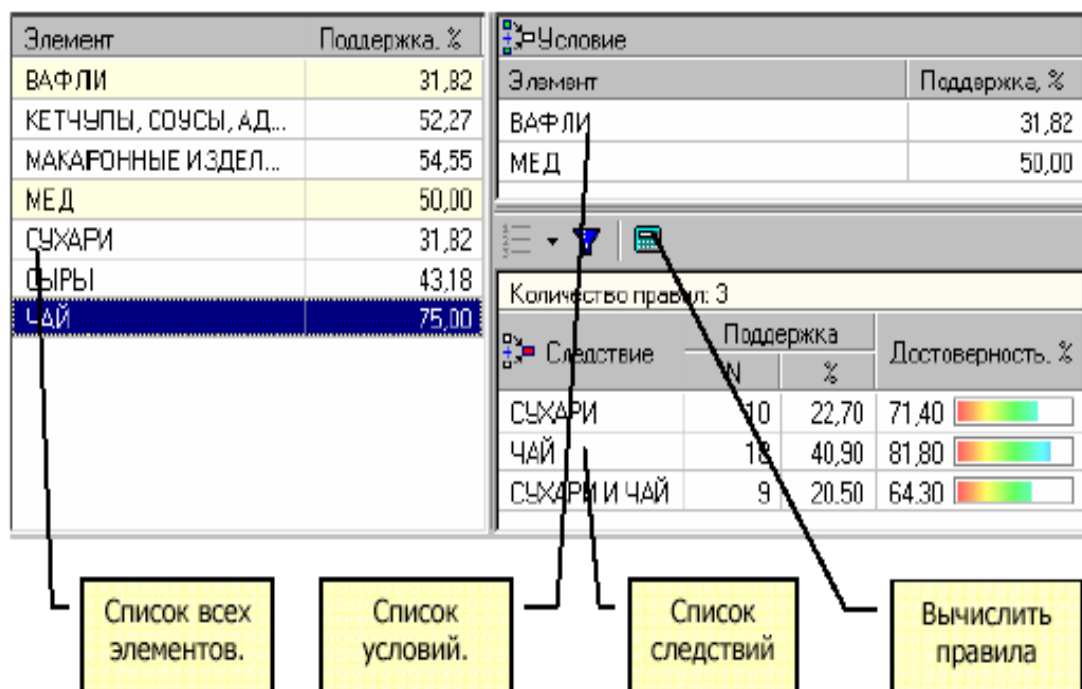 Элемент Поддержка, %
ВАФЛИ 31,82
КЕТЧУПЫ, СОУСЫ, АД... 52,27
МАКАРОННЫЕ ИЗДЕЛ... 54,55
МЕД 50,00
СУХАРИ 31,82
СЫРЫ 43,18
ЧАЙ 75,00
Условие
Элемент Поддержка, %
ВАФЛИ 31,82
МЕД 50,00
Количество правил: 3
Следствие Поддержка Достоверность, %
N %
СУХАРИ 10 22,70 71,40
ЧАЙ 18 40,90 81,80
СУХАРИ И ЧАЙ 9 20,50 64,30
Список всех
элементов.
Список
условий.
Список
следствий
Вычислить
правила